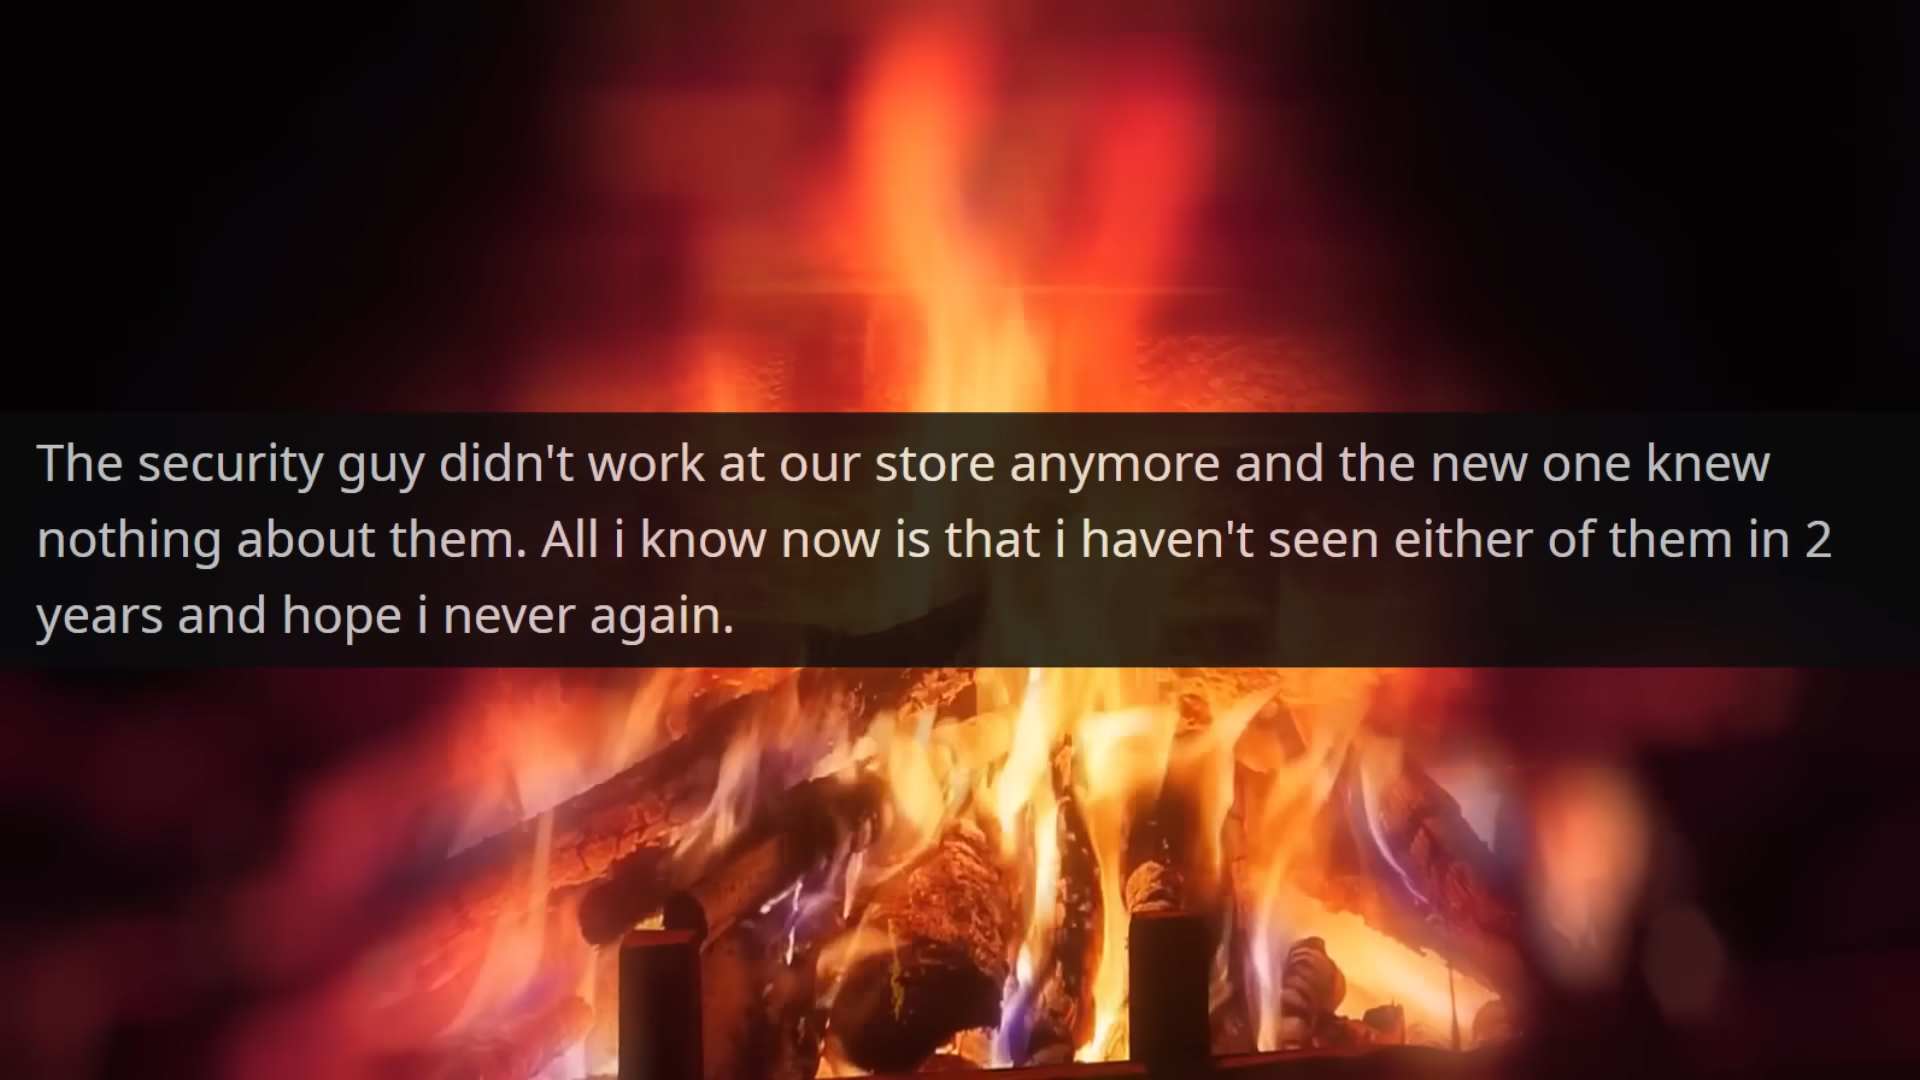 The security guy didn't work at our store anymore and the new one knew
nothing about them. All i know now is that i haven't seen either of them in 2
years and hope i never again.